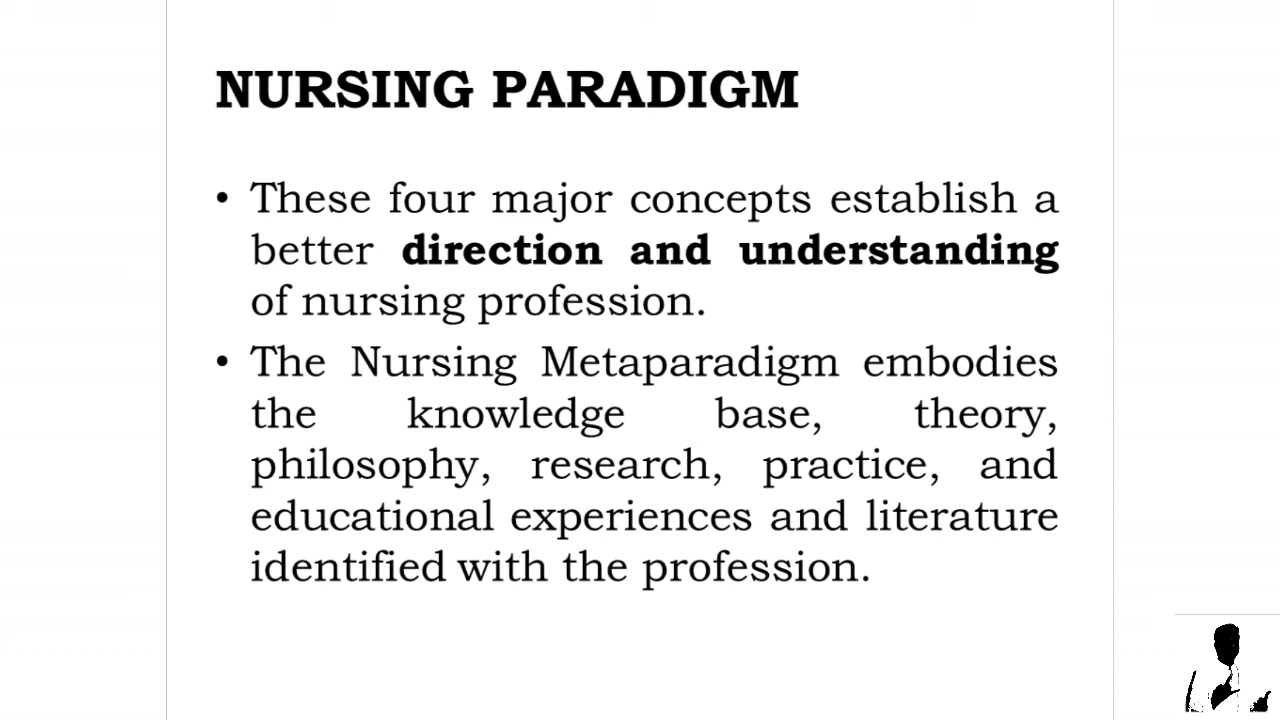 NURSING PARADIGM
• These four major concepts establish a
better direction and understanding
of nursing profession.
• The Nursing Metaparadigm embodies
the knowledge base, theory,
philosophy, research, practice, and
educational experiences and literature
identified with the profession.